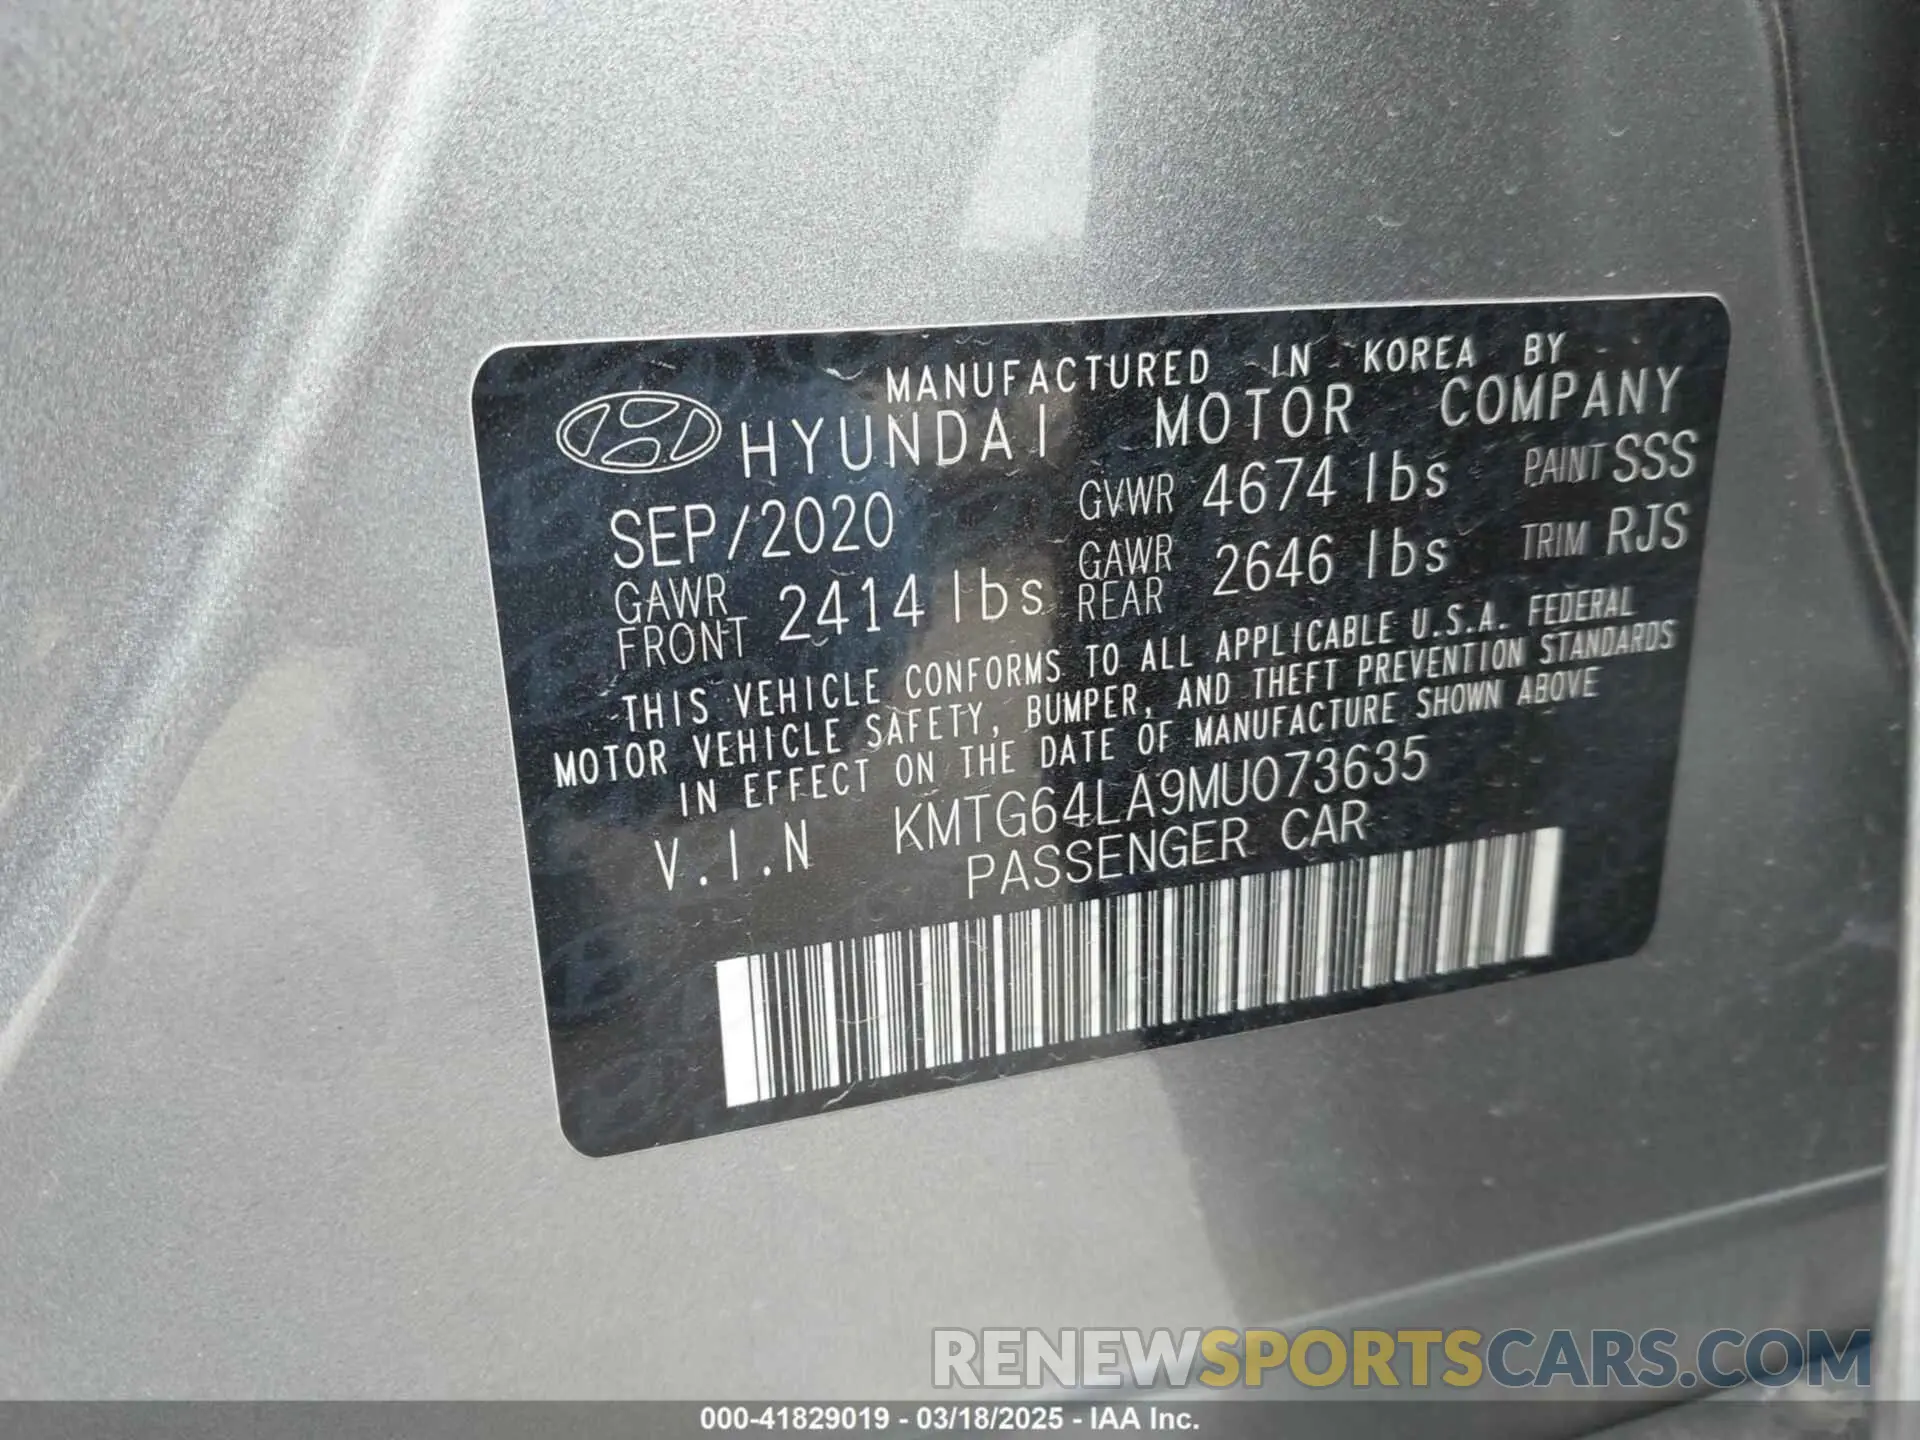 MANUFACTURED IN KOREA BY
HYUNDAI MOTOR COMPANY
SEP/2020 GVWR 4674 lbs PAINT SSS
GAWR FRONT 2414 lbs GAWR REAR 2646 lbs TRIM RJS
THIS VEHICLE CONFORMS TO ALL APPLICABLE U.S.A. FEDERAL
MOTOR VEHICLE SAFETY, BUMPER, AND THEFT PREVENTION STANDARDS
IN EFFECT ON THE DATE OF MANUFACTURE SHOWN ABOVE
V.I.N KMTG64LA9MU073635
PASSENGER CAR
RENEWSPORTSCARS.COM
000-41829019 - 03/18/2025 - IAA Inc.